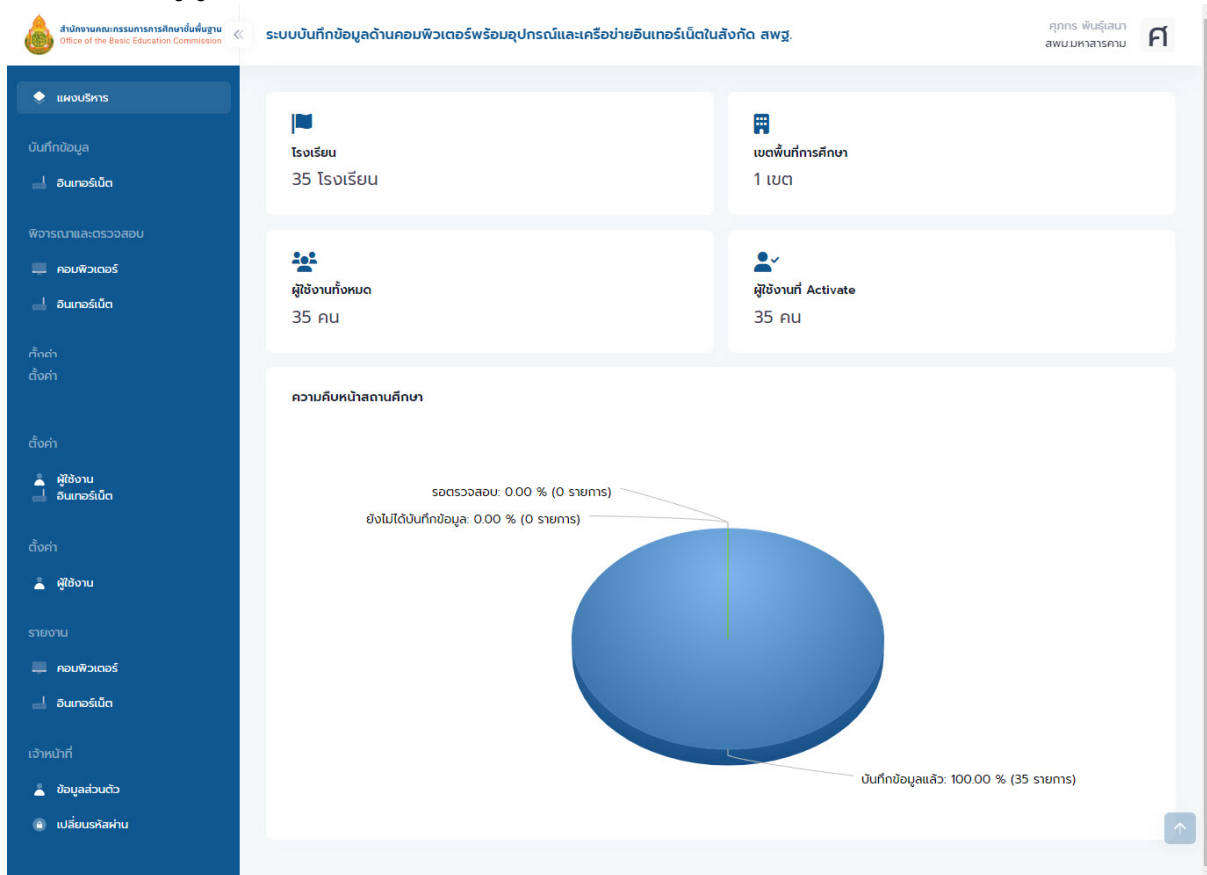 สำนักงานคณะกรรมการการศึกษาขั้นพื้นฐาน
Office of the Basic Education Commission
ระบบบันทึกข้อมูลด้านคอมพิวเตอร์พร้อมอุปกรณ์และเครือข่ายอินเทอร์เน็ตในสังกัด สพฐ.
ศุภกร พันธุ์เสนา
สพม.มหาสารคาม
ศ
แผงบริหาร
บันทึกข้อมูล
อินเทอร์เน็ต
พิจารณาและตรวจสอบ
คอมพิวเตอร์
อินเทอร์เน็ต
ตั้งค่า
ตั้งค่า
ผู้ใช้งาน
อินเทอร์เน็ต
ตั้งค่า
ผู้ใช้งาน
รายงาน
คอมพิวเตอร์
อินเทอร์เน็ต
เจ้าหน้าที่
ข้อมูลส่วนตัว
เปลี่ยนรหัสผ่าน
โรงเรียน
35 โรงเรียน
เขตพื้นที่การศึกษา
1 เขต
ผู้ใช้งานทั้งหมด
35 คน
ผู้ใช้งานที่ Activate
35 คน
ความคืบหน้าสถานศึกษา
รอตรวจสอบ: 0.00 % (0 รายการ)
ยังไม่ได้บันทึกข้อมูล: 0.00 % (0 รายการ)
บันทึกข้อมูลแล้ว: 100.00 % (35 รายการ)